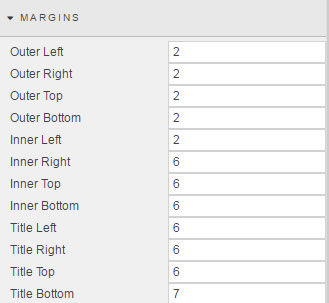 MARGINS
Outer Left 2
Outer Right 2
Outer Top 2
Outer Bottom 2
Inner Left 2
Inner Right 6
Inner Top 6
Inner Bottom 6
Title Left 6
Title Right 6
Title Top 6
Title Bottom 7